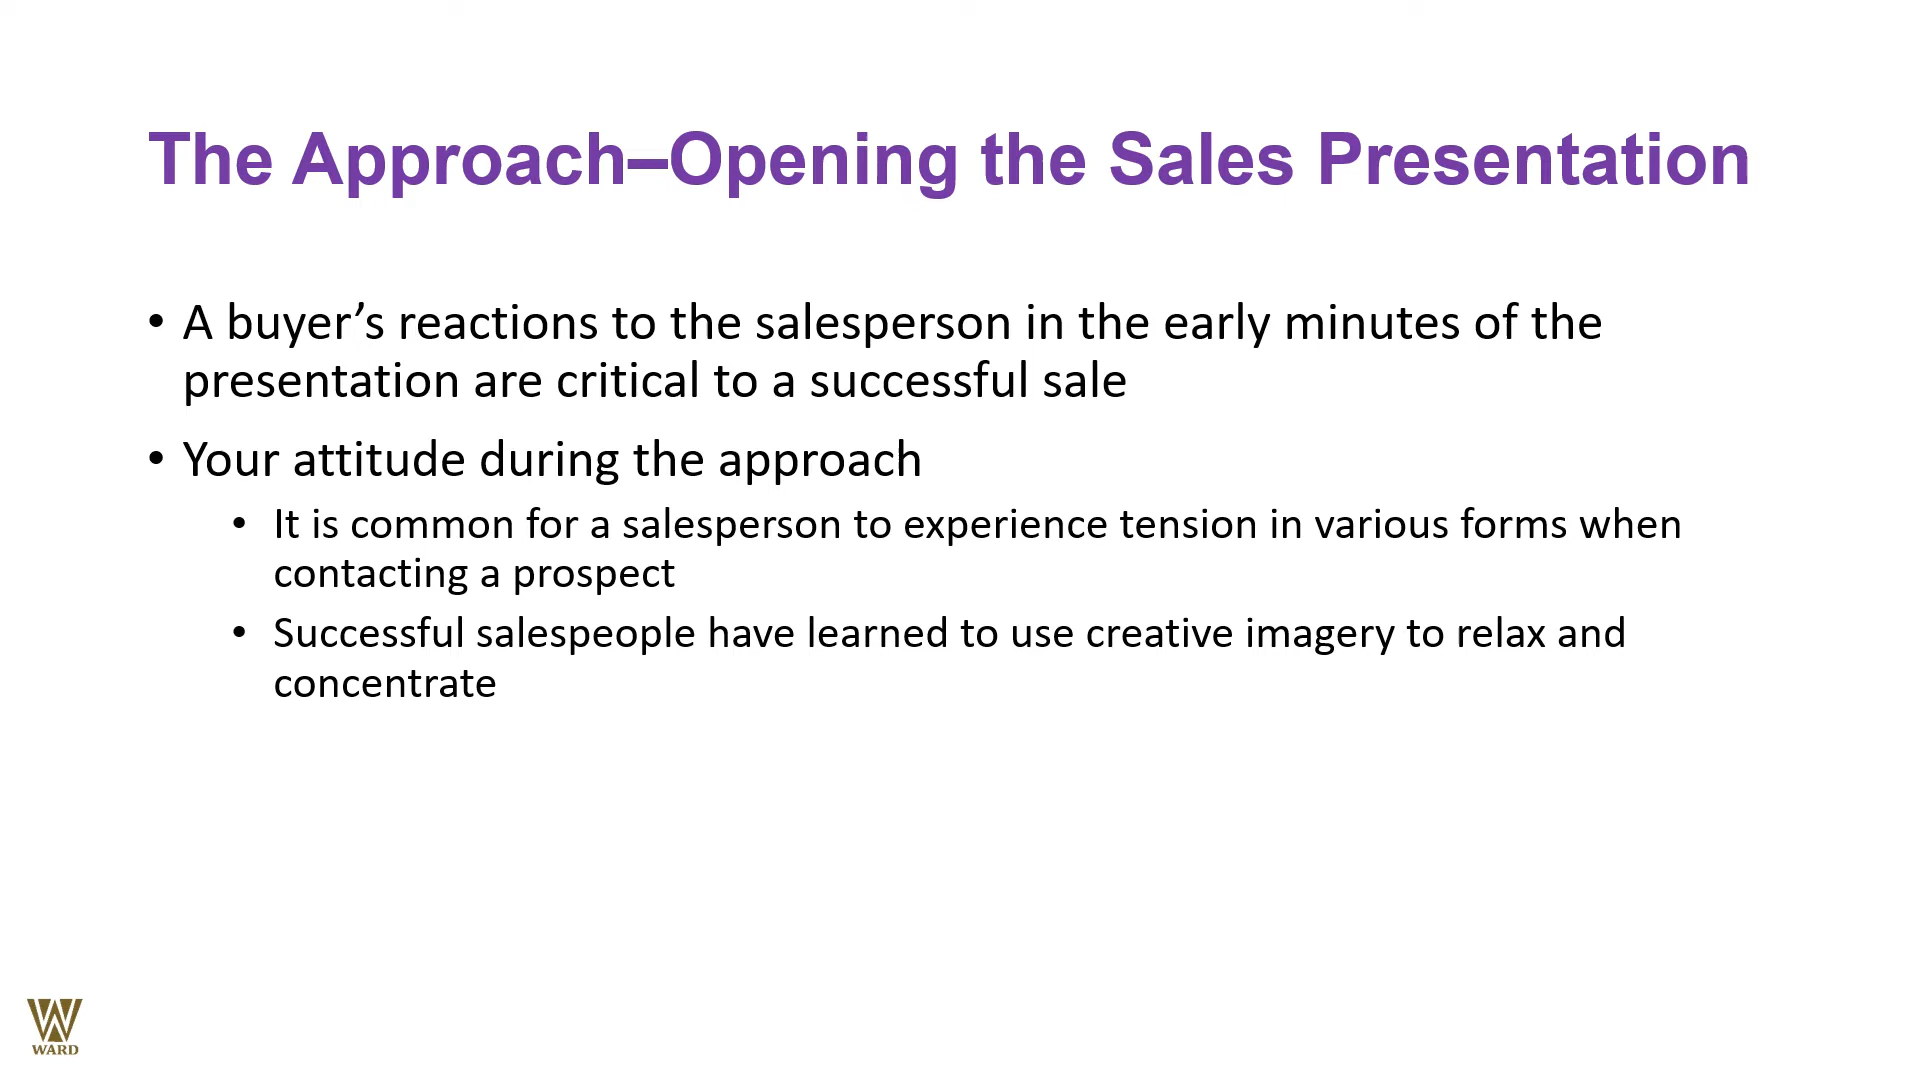 The Approach–Opening the Sales Presentation
• A buyer’s reactions to the salesperson in the early minutes of the
presentation are critical to a successful sale
• Your attitude during the approach
• It is common for a salesperson to experience tension in various forms when
contacting a prospect
• Successful salespeople have learned to use creative imagery to relax and
concentrate
WARD